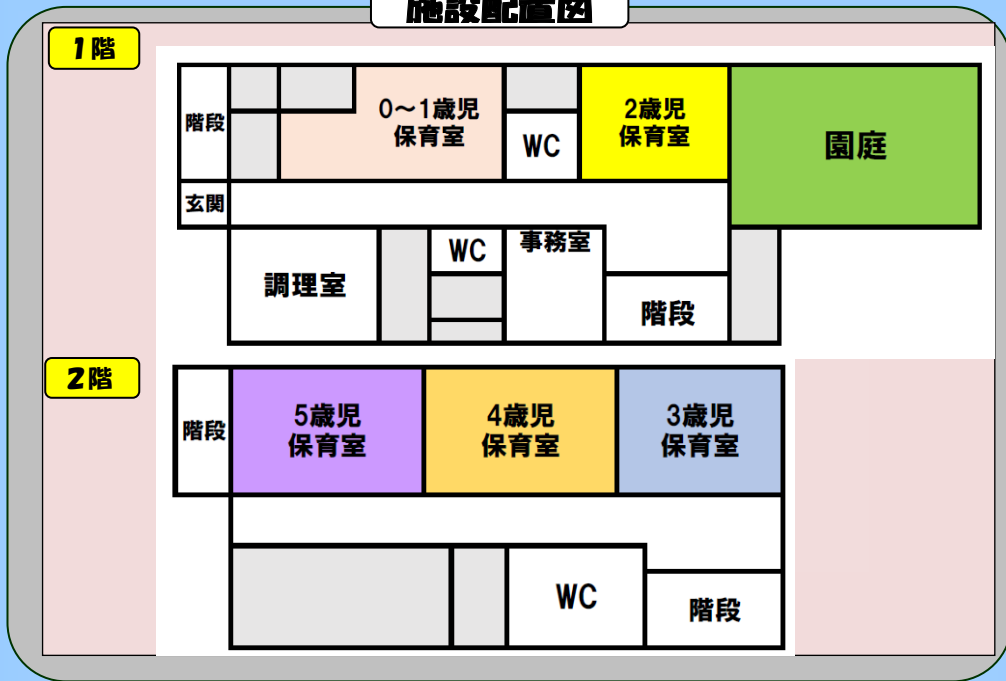 施設配置図
1階
階段
0～1歳児
保育室
WC
2歳児
保育室
園庭
玄関
調理室
WC
事務室
階段
2階
階段
5歳児
保育室
4歳児
保育室
3歳児
保育室
WC
階段